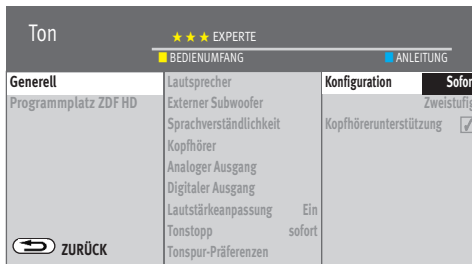 Ton
★ ★ ★ EXPERTE
BEDIENUMFANG
ANLEITUNG
Generell
Programmplatz ZDF HD
ZURÜCK
Lautsprecher
Externer Subwoofer
Sprachverständlichkeit
Kopfhörer
Analoger Ausgang
Digitaler Ausgang
Lautstärkeanpassung Ein
Tonstopp sofort
Tonspur-Präferenzen
Konfiguration Sofor
Zweistufig
Kopfhörerunterstützung ✓